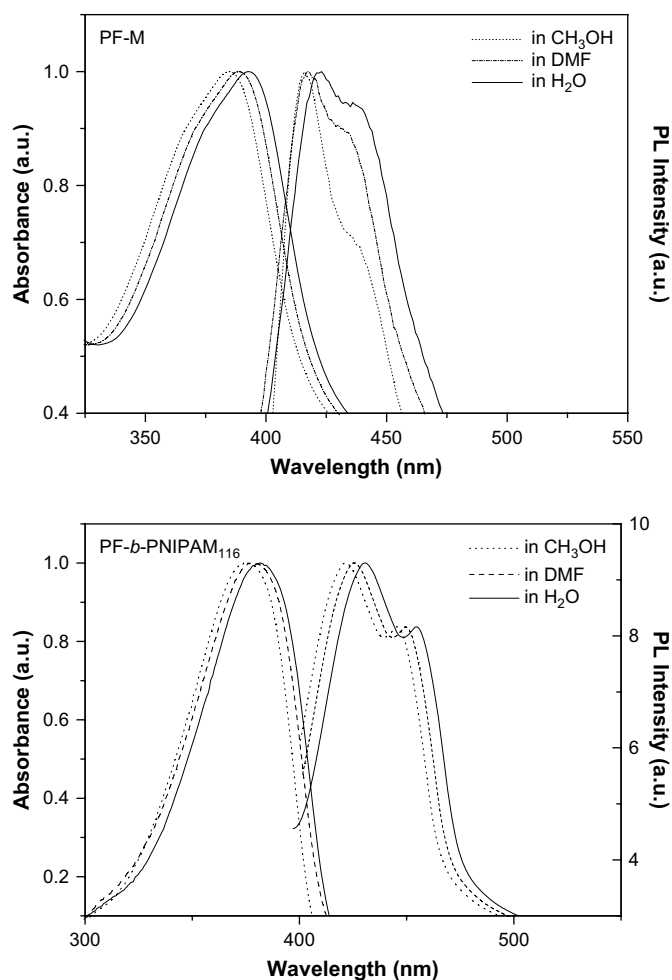 PF-M
in CH₃OH
in DMF
in H₂O
1.0
0.8
0.6
0.4
Absorbance (a.u.)
PL Intensity (a.u.)
350 400 450 500 550
Wavelength (nm)
PF-b-PNIPAM₁₁₆
in CH₃OH
in DMF
in H₂O
1.0
0.8
0.6
0.4
0.2
Absorbance (a.u.)
10
8
6
4
PL Intensity (a.u.)
300 400 500
Wavelength (nm)